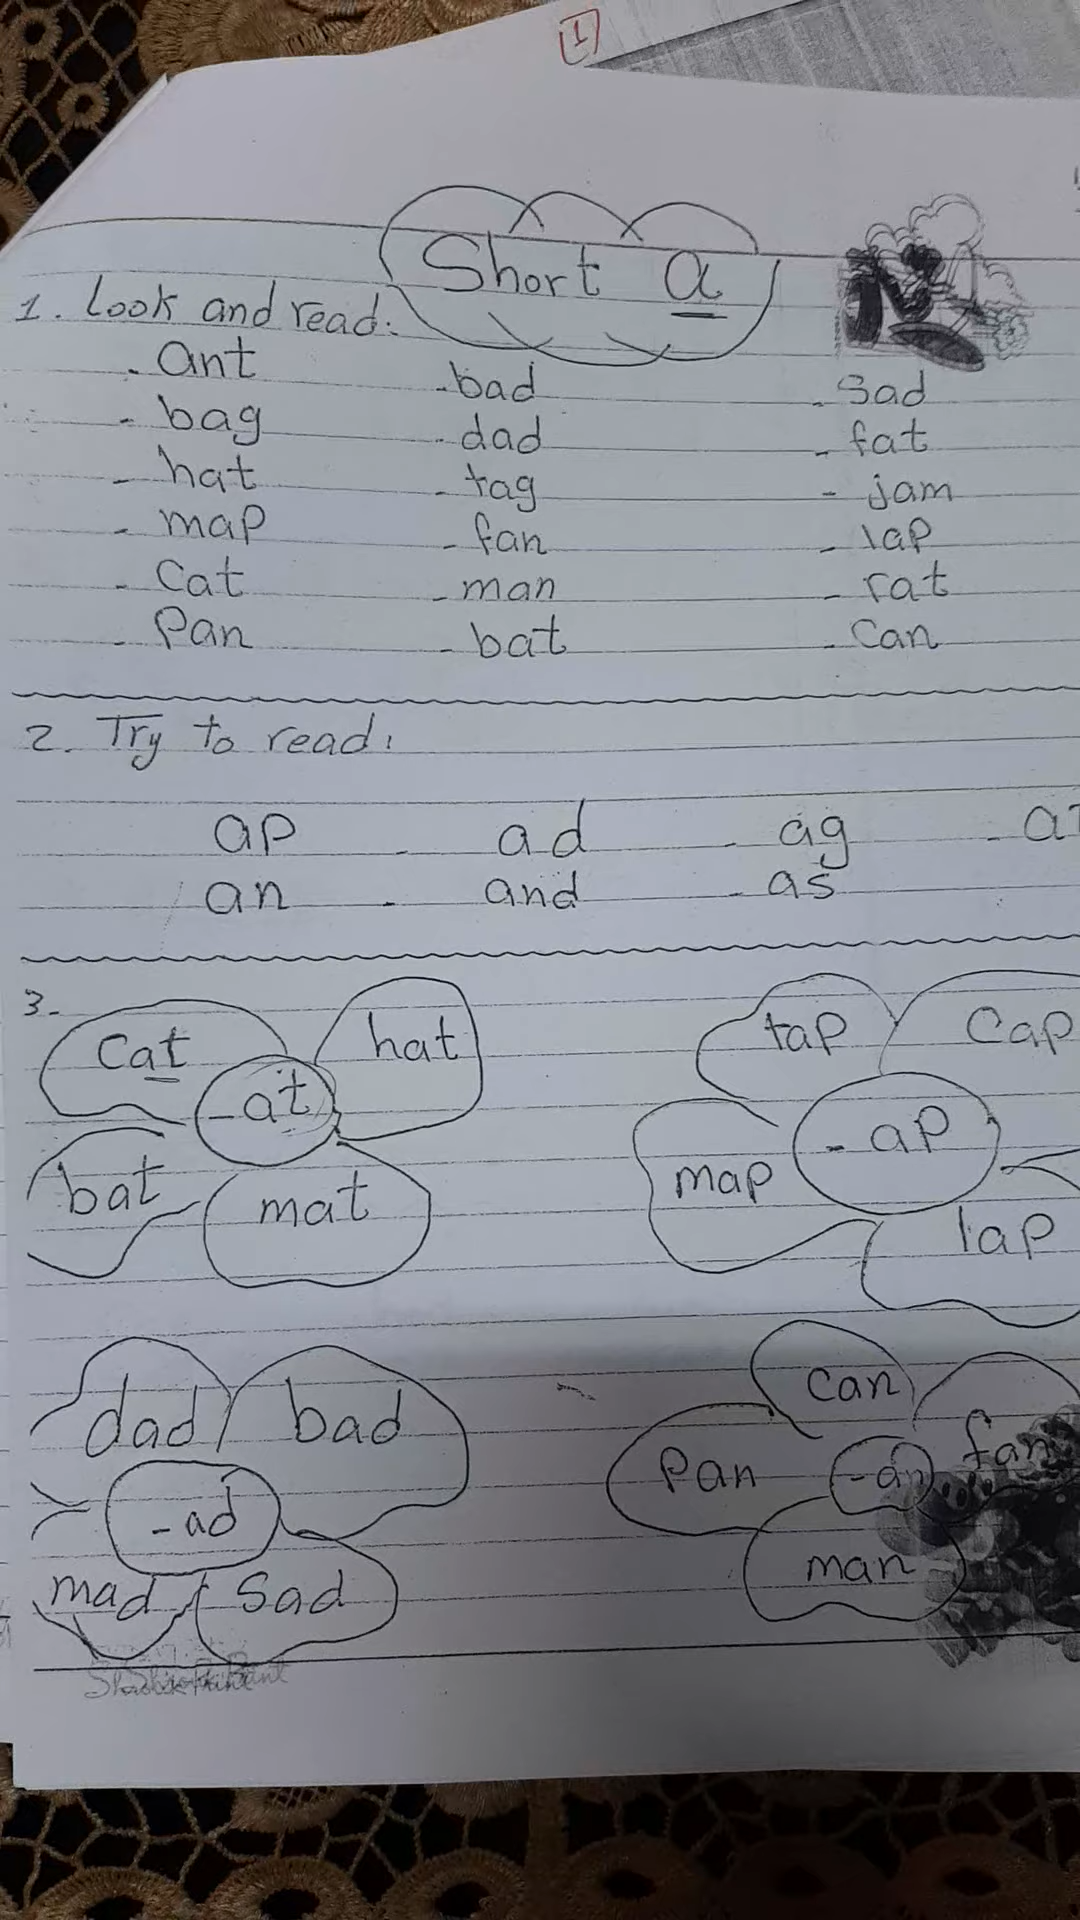 1
Short a
1. Look and read:
- ant - bad - sad
- bag - dad - fat
- hat - tag - jam
- map - fan - lap
- Cat - man - rat
- Pan - bat - Can
2. Try to read:
ap - ad - ag -
an - and - as
3-
Cat hat tap Cap
-at -ap
bat mat map lap
dad bad can fan
-ad Pan -an
mad Sad man